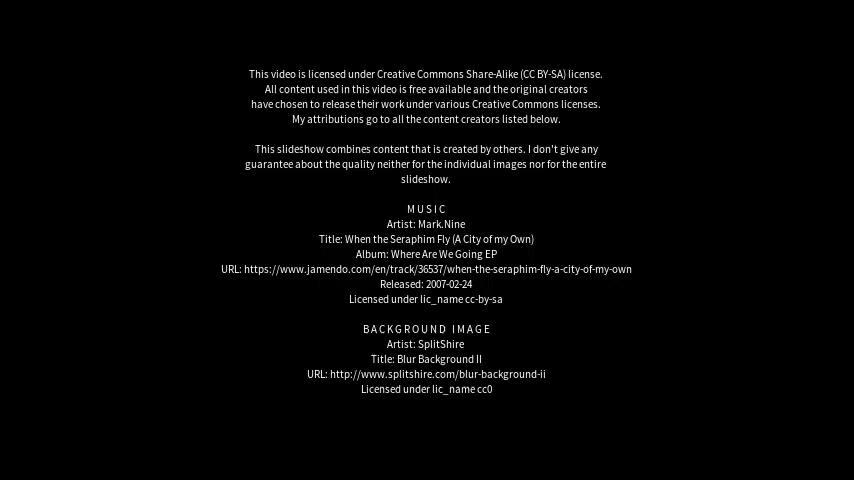 This video is licensed under Creative Commons Share-Alike (CC BY-SA) license.
All content used in this video is free available and the original creators
have chosen to release their work under various Creative Commons licenses.
My attributions go to all the content creators listed below.
This slideshow combines content that is created by others. I don't give any
guarantee about the quality neither for the individual images nor for the entire
slideshow.
MUSIC
Artist: Mark.Nine
Title: When the Seraphim Fly (A City of my Own)
Album: Where Are We Going EP
URL: https://www.jamendo.com/en/track/36537/when-the-seraphim-fly-a-city-of-my-own
Released: 2007-02-24
Licensed under lic_name cc-by-sa
BACKGROUND IMAGE
Artist: SplitShire
Title: Blur Background II
URL: http://www.splitshire.com/blur-background-ii
Licensed under lic_name cc0